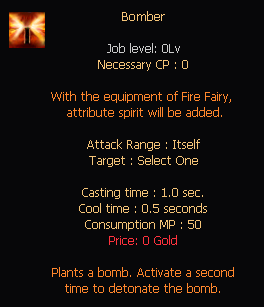 Bomber
Job level: 0Lv
Necessary CP : 0
With the equipment of Fire Fairy,
attribute spirit will be added.
Attack Range : Itself
Target : Select One
Casting time : 1.0 sec.
Cool time : 0.5 seconds
Consumption MP : 50
Price: 0 Gold
Plants a bomb. Activate a second
time to detonate the bomb.